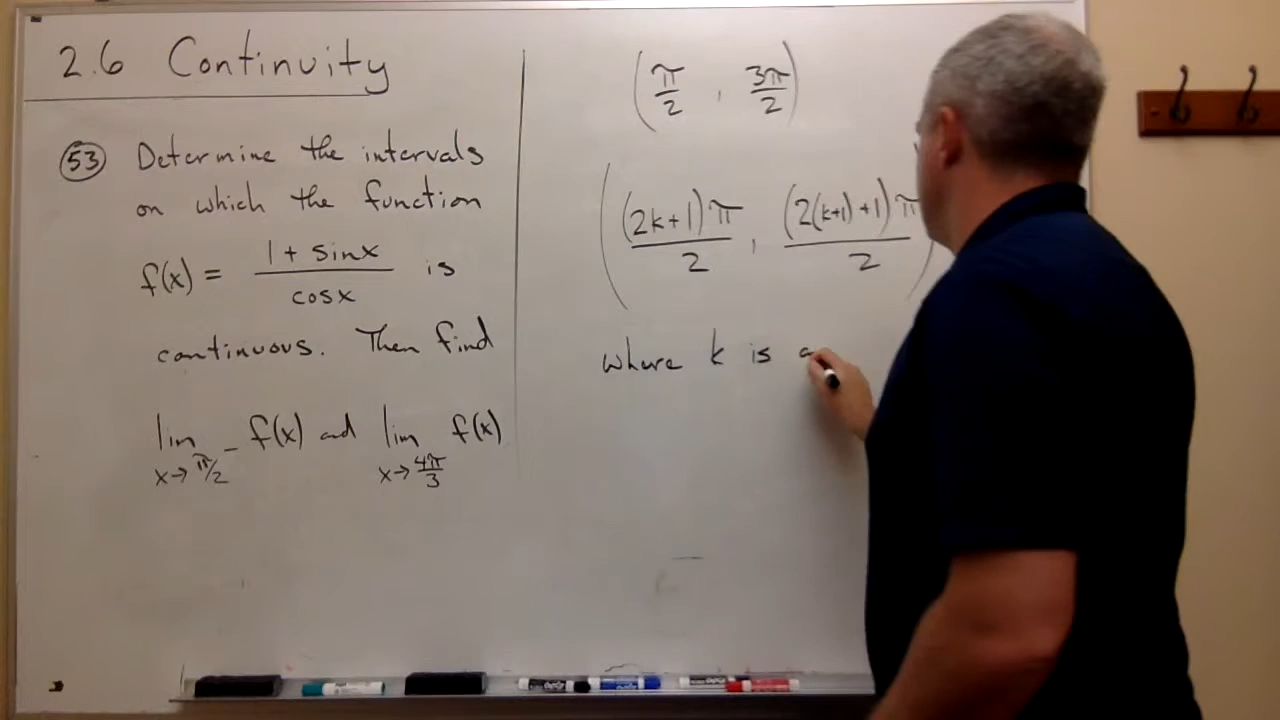 2.6 Continuity
53 Determine the intervals
on which the function
f(x) = (1 + sinx)/(cosx) is
continuous. Then find
lim x→π/2⁻ f(x) and lim x→4π/3 f(x)
(π/2, 3π/2)
((2k+1)π/2, (2(k+1)+1)π/2)
where k is a